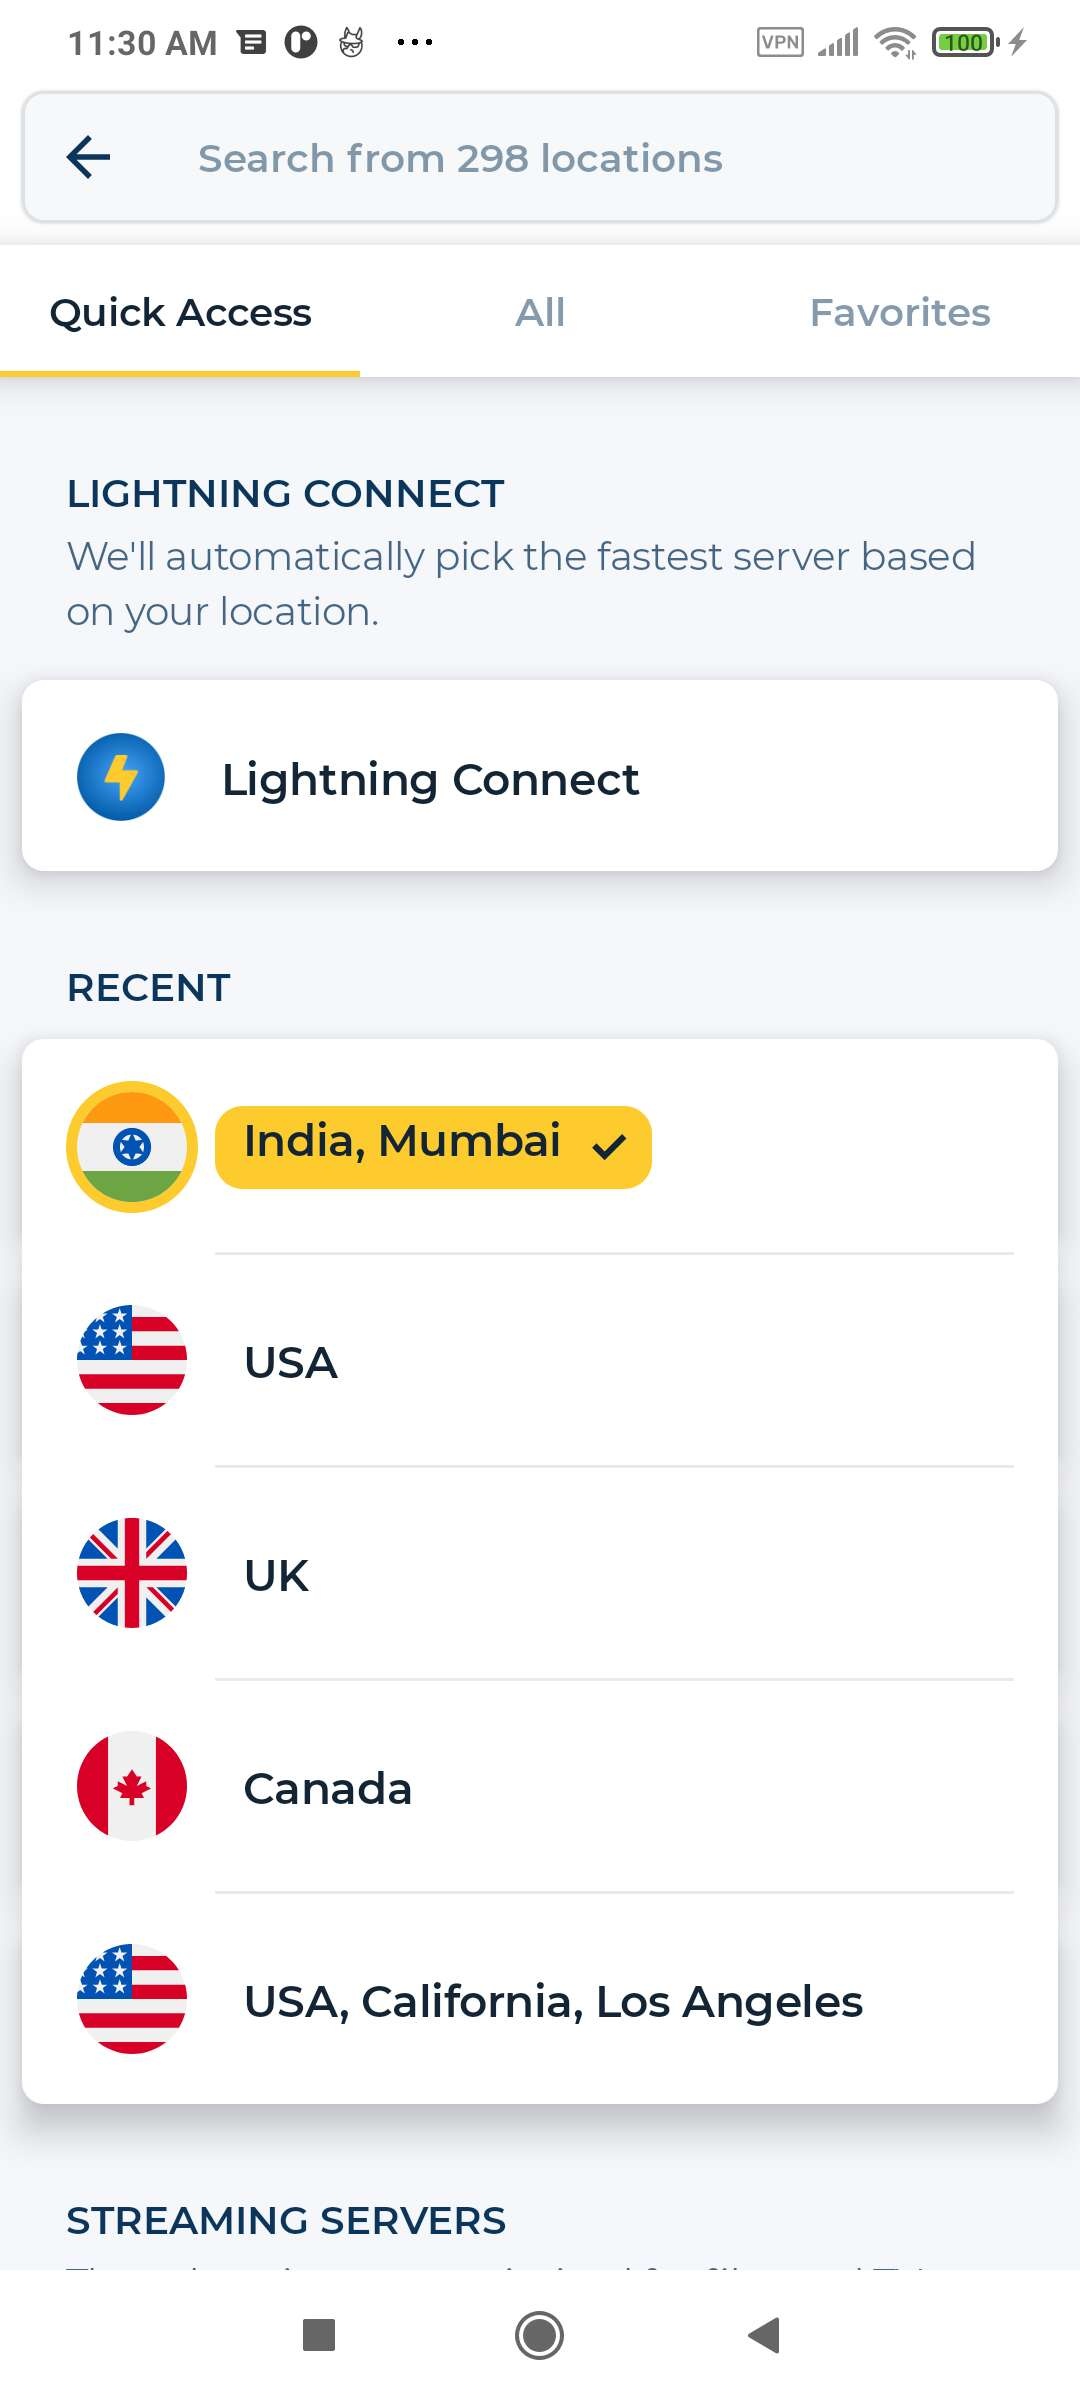 11:30 AM
VPN
100
Search from 298 locations
Quick Access
All
Favorites
LIGHTNING CONNECT
We'll automatically pick the fastest server based
on your location.
Lightning Connect
RECENT
India, Mumbai
USA
UK
Canada
USA, California, Los Angeles
STREAMING SERVERS